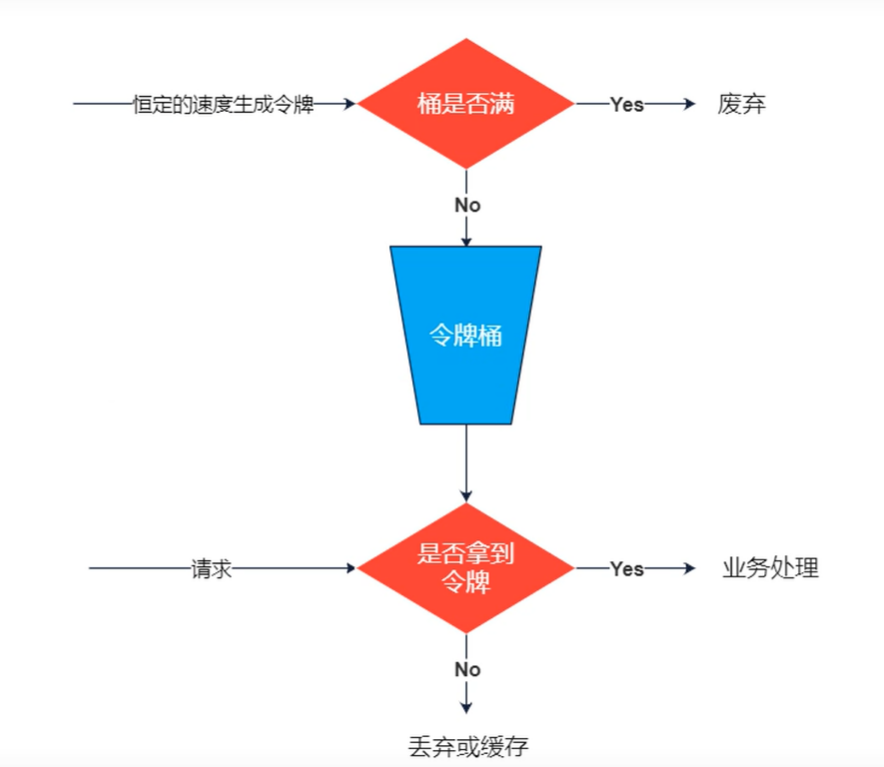 恒定的速度生成令牌
桶是否满
Yes
废弃
No
令牌桶
请求
是否拿到
令牌
Yes
业务处理
No
丢弃或缓存